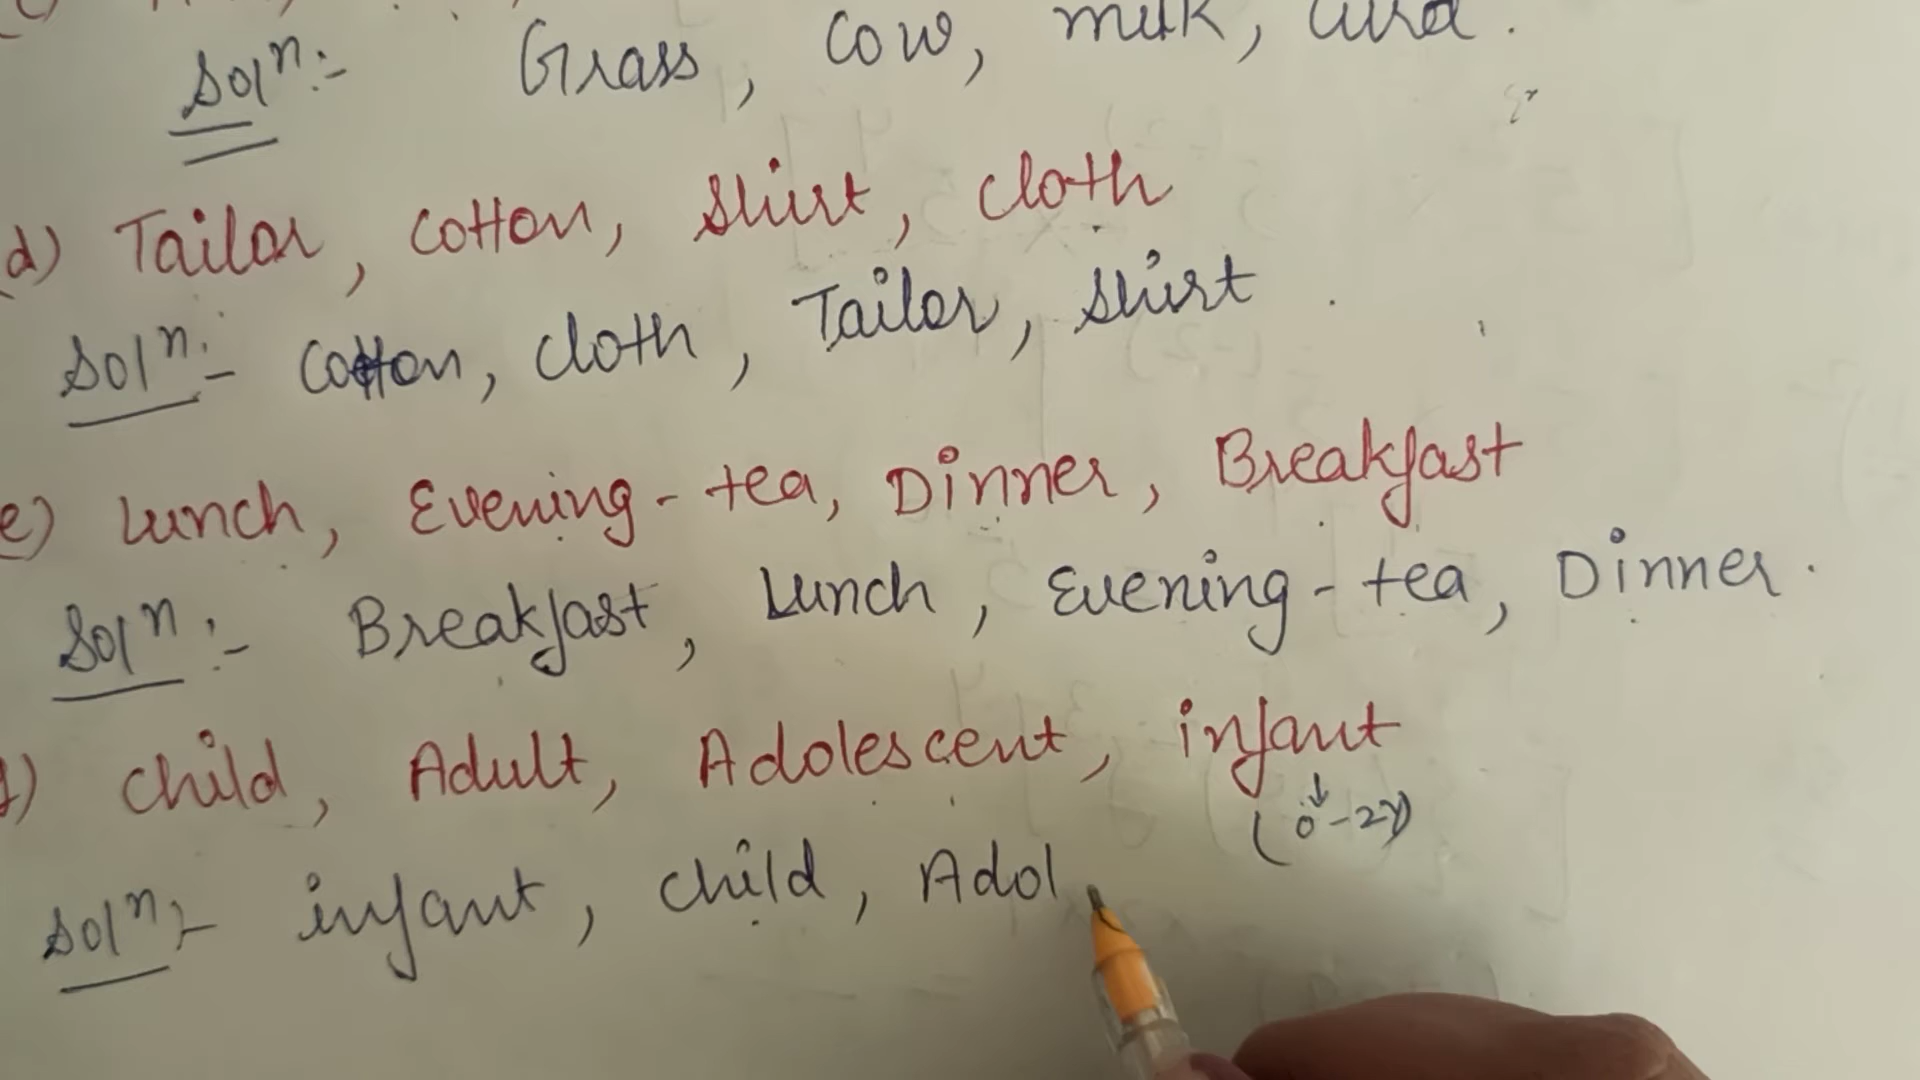 Solⁿ:- Grass, Cow, milk, curd.
d) Tailor, cotton, shirt, cloth
Solⁿ:- Cotton, cloth, Tailor, shirt
e) Lunch, Evening-tea, Dinner, Breakfast
Solⁿ:- Breakfast, Lunch, Evening-tea, Dinner.
) child, Adult, Adolescent, infant
↓
(0-2y)
Solⁿ:- infant, child, Adol